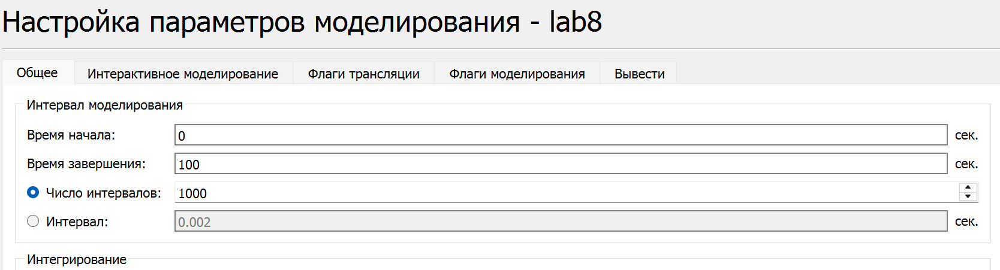 Настройка параметров моделирования - lab8
Общее Интерактивное моделирование Флаги трансляции Флаги моделирования Вывести
Интервал моделирования
Время начала: 0 сек.
Время завершения: 100 сек.
Число интервалов: 1000
Интервал: 0.002 сек.
Интегрирование